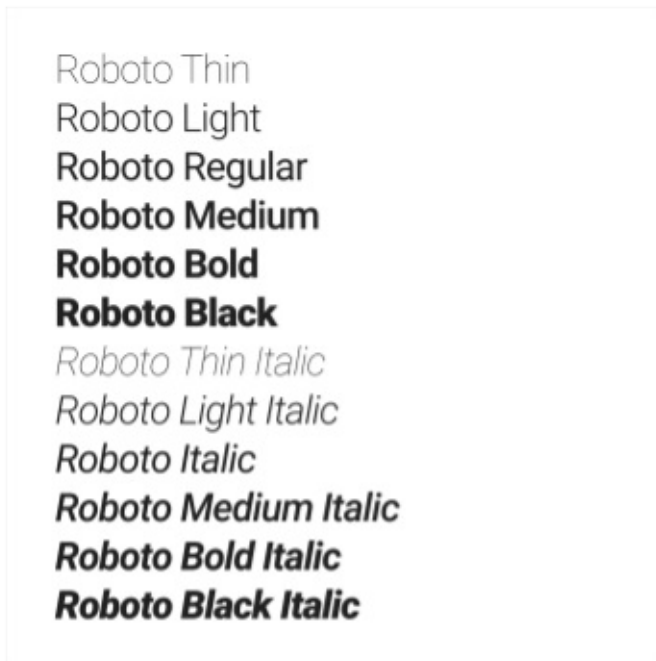 Roboto Thin
Roboto Light
Roboto Regular
Roboto Medium
Roboto Bold
Roboto Black
Roboto Thin Italic
Roboto Light Italic
Roboto Italic
Roboto Medium Italic
Roboto Bold Italic
Roboto Black Italic